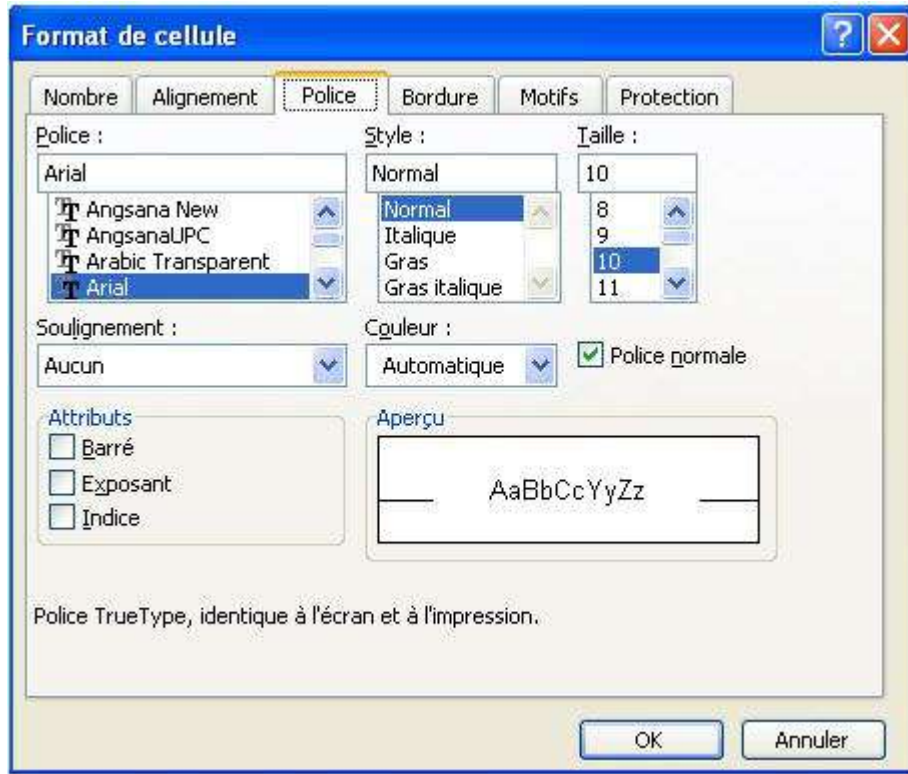 Format de cellule
Nombre Alignement Police Bordure Motifs Protection
Police : Style : Taille :
Arial Normal 10
Angsana New Normal 8
AngsanaUPC Italique 9
Arabic Transparent Gras 10
Arial Gras italique 11
Soulignement : Couleur :
Aucun Automatique Police normale
Attributs Aperçu
Barré
Exposant AaBbCcYyZz
Indice
Police TrueType, identique à l'écran et à l'impression.
OK Annuler